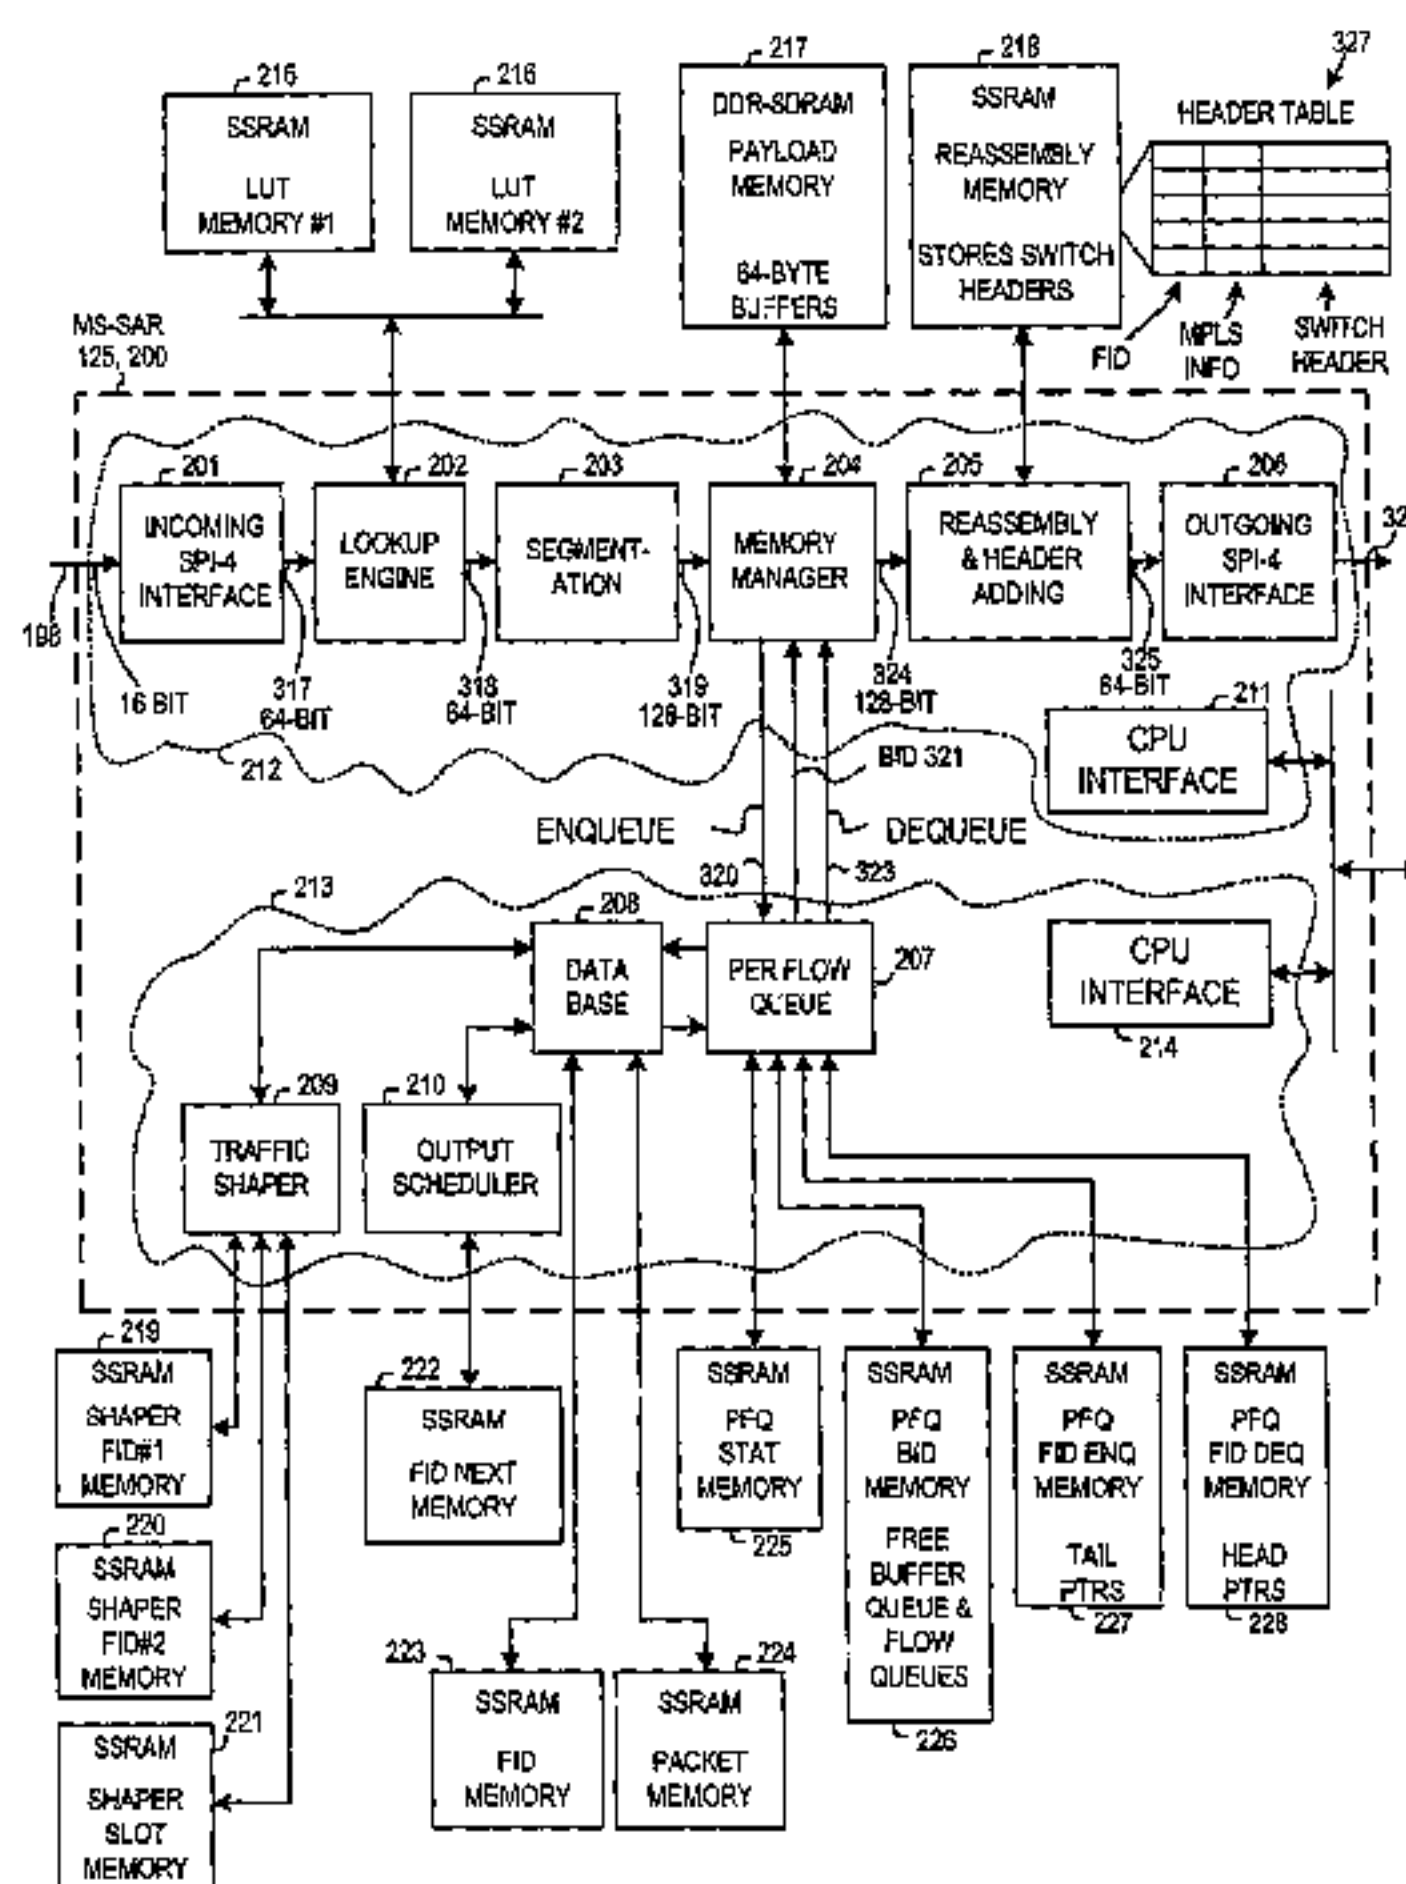 215
SSRAM
LUT
MEMORY #1
216
SSRAM
LUT
MEMORY #2
217
DDR-SDRAM
PAYLOAD
MEMORY
64-BYTE
BUFFERS
218
SSRAM
REASSEMBLY
MEMORY
STORES SWITCH
HEADERS
327
HEADER TABLE
FID
MPLS
INFO
SWITCH
HEADER
MS-SAR
125, 200
201
INCOMING
SPI-4
INTERFACE
202
LOOKUP
ENGINE
203
SEGMENT-
ATION
204
MEMORY
MANAGER
205
REASSEMBLY
& HEADER
ADDING
206
OUTGOING
SPI-4
INTERFACE
198
16 BIT
317
64-BIT
318
64-BIT
319
128-BIT
324
128-BIT
325
64-BIT
212
BID 321
211
CPU
INTERFACE
ENQUEUE
DEQUEUE
320
323
213
208
DATA
BASE
PER FLOW
QUEUE
207
CPU
INTERFACE
214
209
TRAFFIC
SHAPER
210
OUTPUT
SCHEDULER
219
SSRAM
SHAPER
FID#1
MEMORY
220
SSRAM
SHAPER
FID#2
MEMORY
221
SSRAM
SHAPER
SLOT
MEMORY
222
SSRAM
FID NEXT
MEMORY
223
SSRAM
FID
MEMORY
224
SSRAM
PACKET
MEMORY
SSRAM
PFQ
STAT
MEMORY
225
SSRAM
PFQ
BID
MEMORY
FREE
BUFFER
QUEUE &
FLOW
QUEUES
226
SSRAM
PFQ
FID ENQ
MEMORY
TAIL
PTRS
227
SSRAM
PFQ
FID DEQ
MEMORY
HEAD
PTRS
228